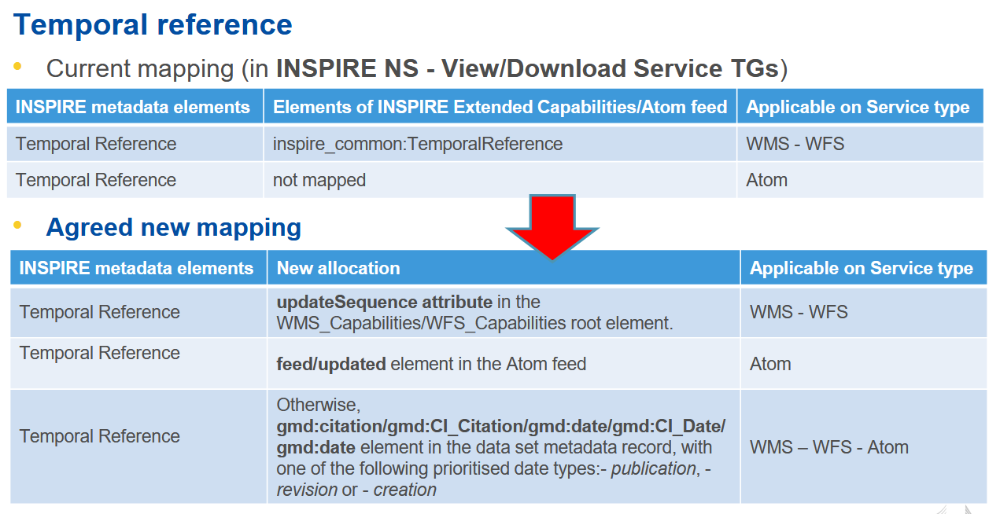 Temporal reference
• Current mapping (in INSPIRE NS - View/Download Service TGs)
INSPIRE metadata elements Elements of INSPIRE Extended Capabilities/Atom feed Applicable on Service type
Temporal Reference inspire_common:TemporalReference WMS - WFS
Temporal Reference not mapped Atom
• Agreed new mapping
INSPIRE metadata elements New allocation Applicable on Service type
Temporal Reference
updateSequence attribute in the
WMS_Capabilities/WFS_Capabilities root element.
WMS - WFS
Temporal Reference
feed/updated element in the Atom feed
Atom
Temporal Reference
Otherwise,
gmd:citation/gmd:CI_Citation/gmd:date/gmd:CI_Date/
gmd:date element in the data set metadata record, with
one of the following prioritised date types:- publication, -
revision or - creation
WMS – WFS - Atom